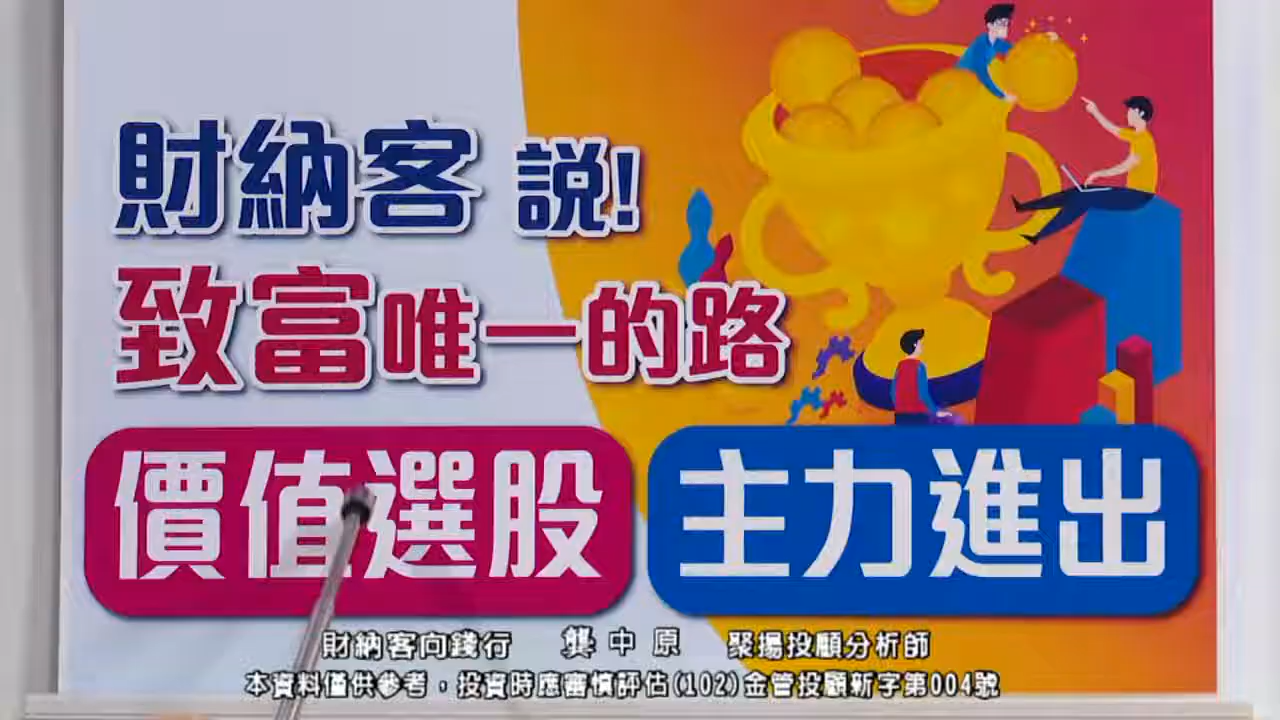 財納客 說!
致富唯一的路
價值選股 主力進出
財納客向錢行 龔中原 聚揚投顧分析師
本資料僅供參考，投資時應審慎評估(102)金管投顧新字第004號